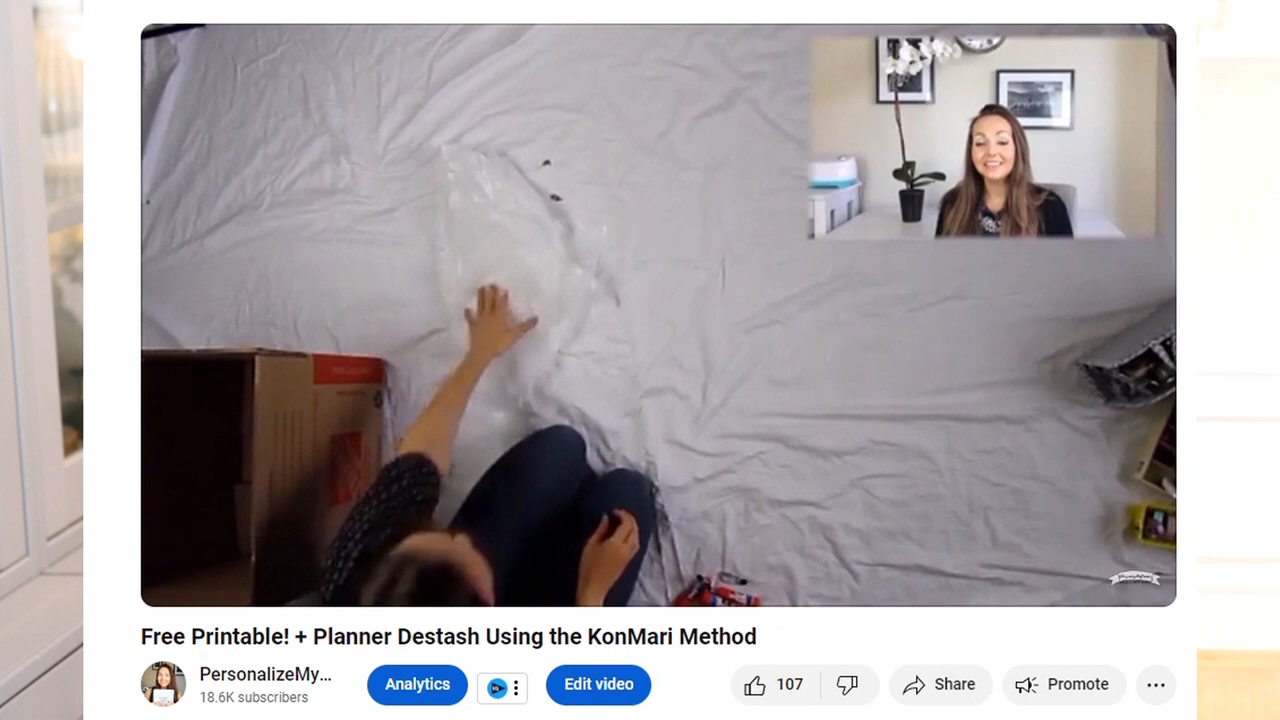 Free Printable! + Planner Destash Using the KonMari Method
PersonalizeMy...
18.6K subscribers
Analytics
Edit video
107
Share
Promote